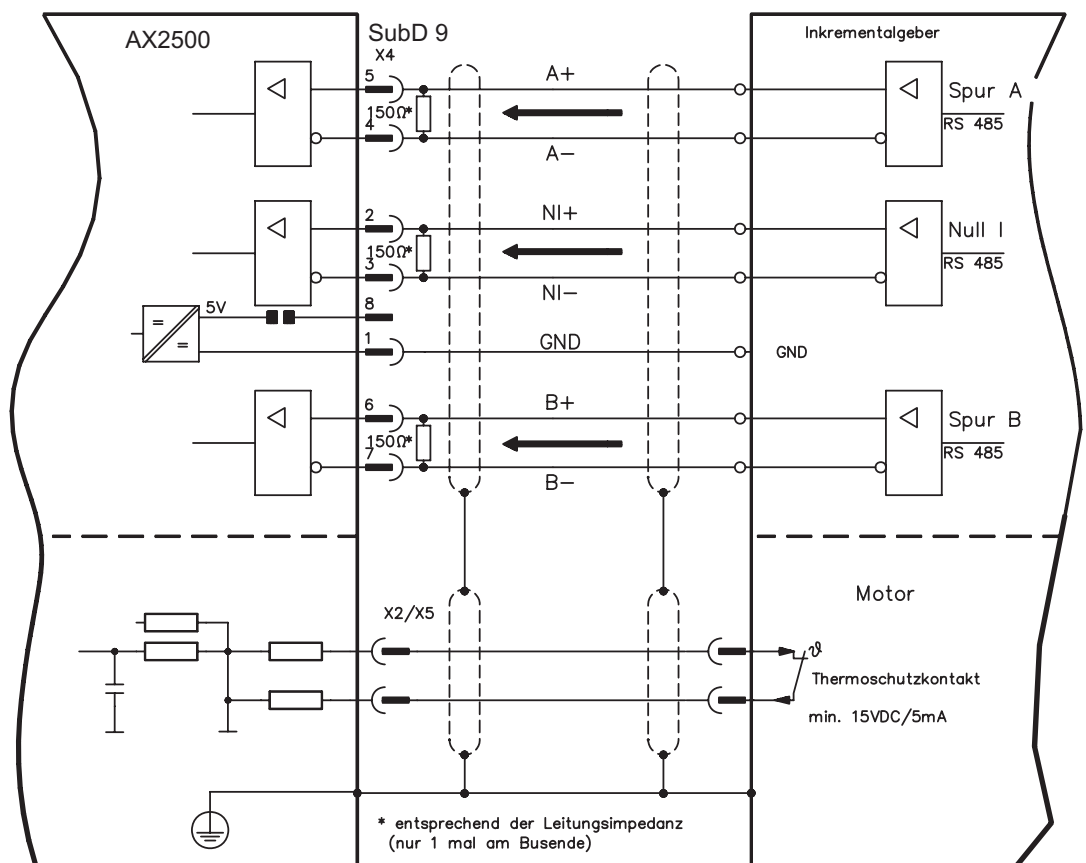 AX2500
SubD 9
X4
Inkrementalgeber
5
A+
Spur A
150Ω*
RS 485
4
A–
2
NI+
Null I
150Ω*
RS 485
3
NI–
5V
8
1
GND
GND
6
B+
Spur B
150Ω*
RS 485
7
B–
Motor
X2/X5
ϑ
Thermoschutzkontakt
min. 15VDC/5mA
* entsprechend der Leitungsimpedanz
(nur 1 mal am Busende)